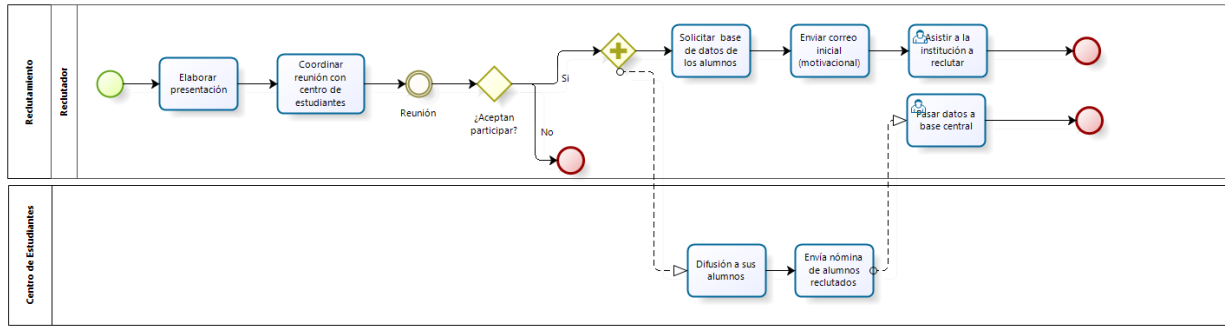 Reclutamiento
Reclutador
Elaborar
presentación
Coordinar
reunión con
centro de
estudiantes
Reunión
¿Aceptan
participar?
Si
No
Solicitar base
de datos de
los alumnos
Enviar correo
inicial
(motivacional)
Asistir a la
institución a
reclutar
Pasar datos a
base central
Centro de Estudiantes
Difusión a sus
alumnos
Envía nómina
de alumnos
reclutados